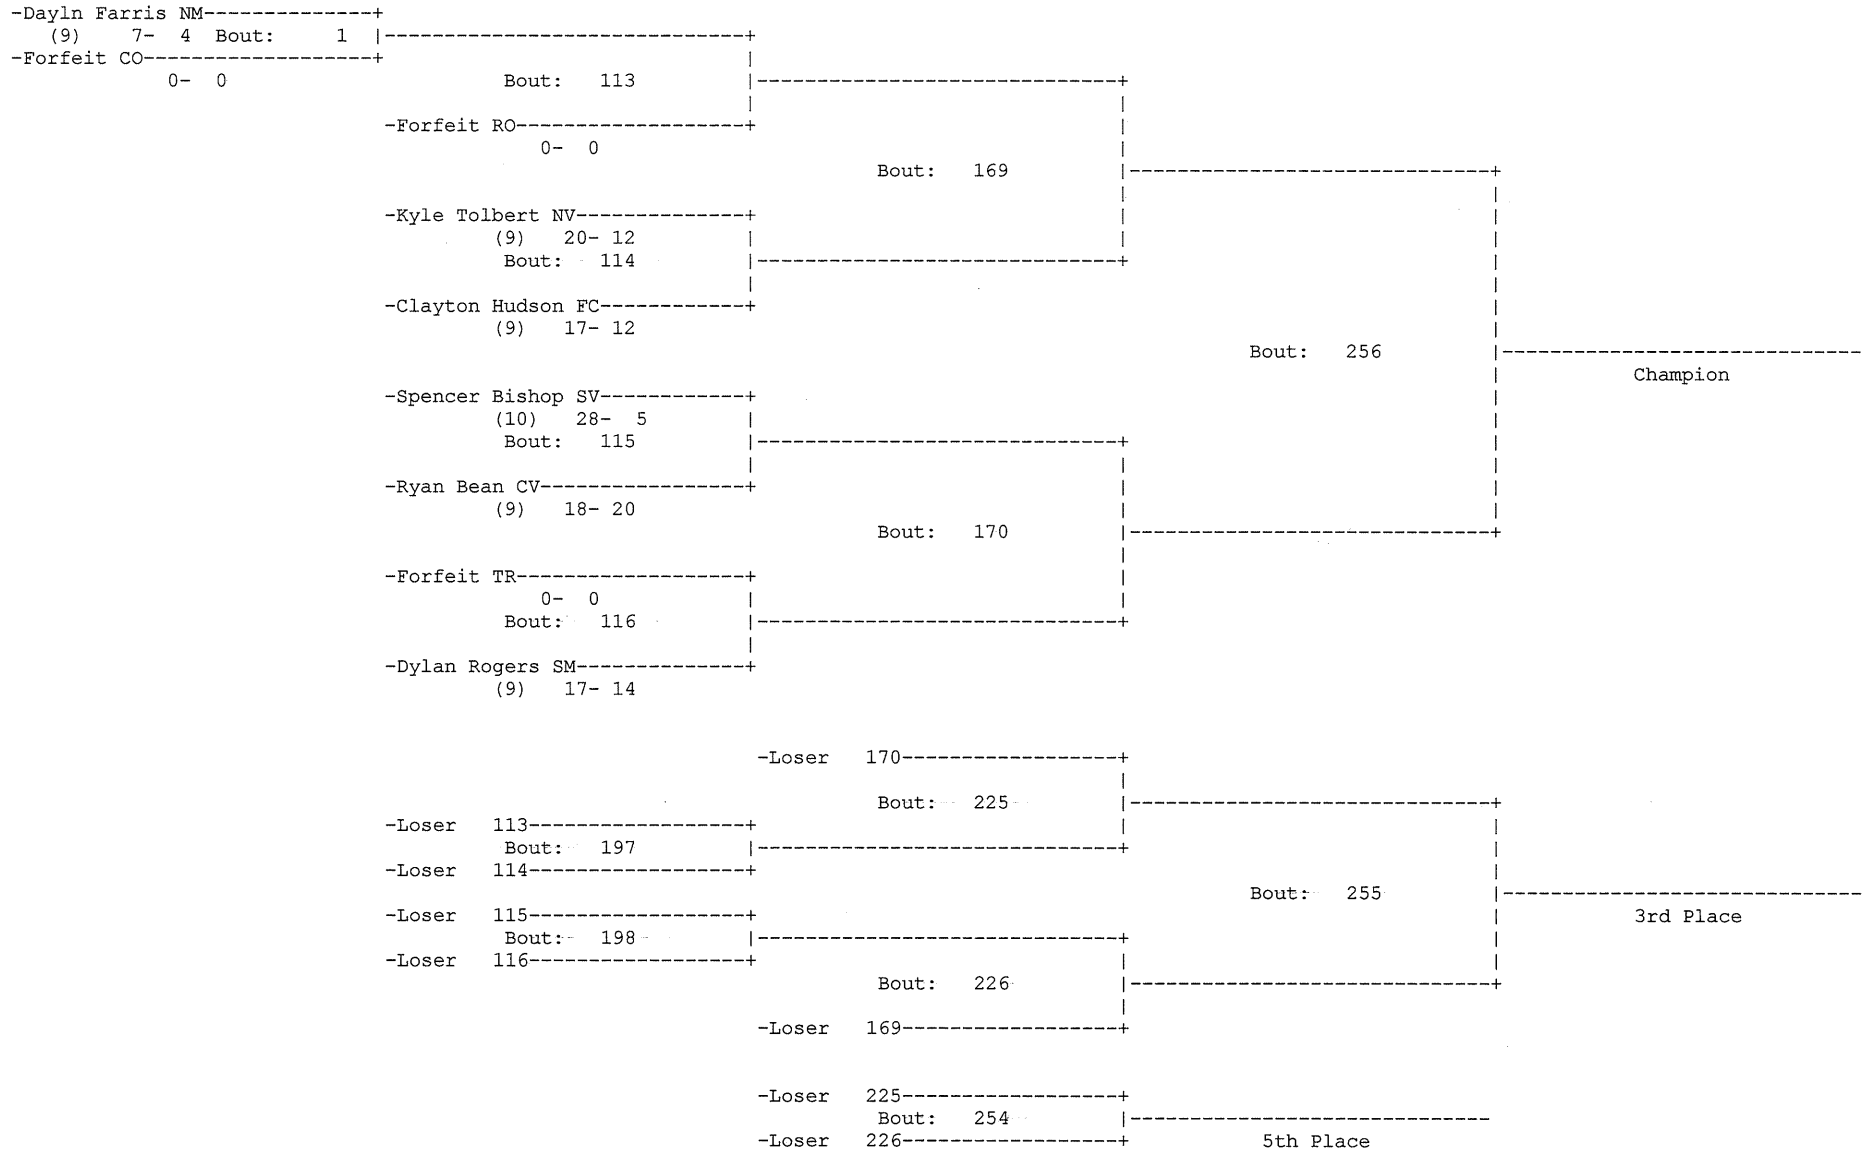 -Dayln Farris NM---------------+
(9) 7- 4 Bout: 1 |------------------------------+
-Forfeit CO--------------------+
0- 0 Bout: 113 |------------------------------+
-Forfeit RO-------------------+
0- 0
Bout: 169 |------------------------------+
-Kyle Tolbert NV--------------+
(9) 20- 12
Bout: 114 |------------------------------+
-Clayton Hudson FC------------+
(9) 17- 12
Bout: 256 |------------------------------
Champion
-Spencer Bishop SV------------+
(10) 28- 5
Bout: 115 |------------------------------+
-Ryan Bean CV-----------------+
(9) 18- 20
Bout: 170 |------------------------------+
-Forfeit TR-------------------+
0- 0
Bout: 116 |------------------------------+
-Dylan Rogers SM--------------+
(9) 17- 14
-Loser 170------------------+
Bout: 225 |------------------------------+
-Loser 113------------------+
Bout: 197 |------------------------------+
-Loser 114------------------+
Bout: 255 |------------------------------
-Loser 115------------------+
3rd Place
Bout: 198 |------------------------------+
-Loser 116------------------+
Bout: 226 |------------------------------+
-Loser 169------------------+
-Loser 225------------------+
Bout: 254 |------------------------------
-Loser 226------------------+ 5th Place